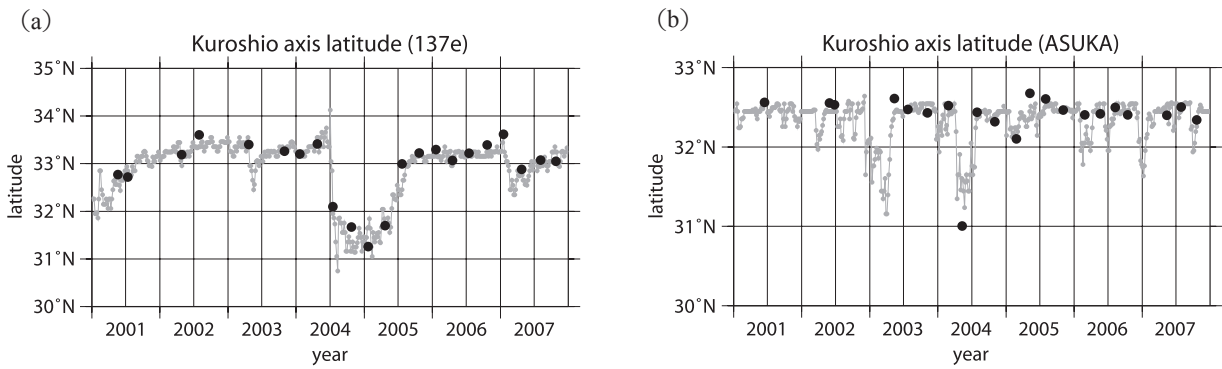 (a)
Kuroshio axis latitude (137e)
35°N
34°N
33°N
32°N
31°N
30°N
latitude
2001 2002 2003 2004 2005 2006 2007
year
(b)
Kuroshio axis latitude (ASUKA)
33°N
32°N
31°N
30°N
latitude
2001 2002 2003 2004 2005 2006 2007
year